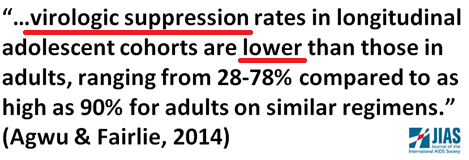 “…virologic suppression rates in longitudinal
adolescent cohorts are lower than those in
adults, ranging from 28-78% compared to as
high as 90% for adults on similar regimens.”
(Agwu & Fairlie, 2014)
JIAS
Journal of the
International AIDS Society